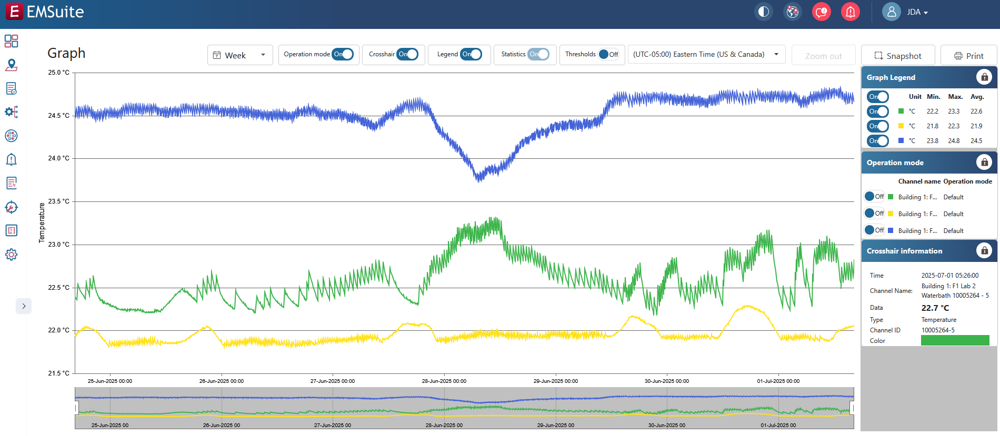 E EMSuite
JDA
Graph
7 Week
Operation mode On
Crosshair On
Legend On
Statistics On
Thresholds Off
(UTC-05:00) Eastern Time (US & Canada)
Zoom out
Snapshot
Print
25.0 °C
24.5 °C
24.0 °C
23.5 °C
23.0 °C
22.5 °C
22.0 °C
21.5 °C
Temperature
25-Jun-2025 00:00
26-Jun-2025 00:00
27-Jun-2025 00:00
28-Jun-2025 00:00
29-Jun-2025 00:00
30-Jun-2025 00:00
01-Jul-2025 00:00
25-Jun-2025 00
26-Jun-2025 00
27-Jun-2025 00
28-Jun-2025 00
29-Jun-2025 00
30-Jun-2025 00
01-Jul-2025 00
Graph Legend
On Unit Min. Max. Avg.
On °C 22.2 23.3 22.6
On °C 21.8 22.3 21.9
On °C 23.8 24.8 24.5
Operation mode
Channel name Operation mode
Off Building 1: F... Default
Off Building 1: F... Default
Off Building 1: F... Default
Crosshair information
Time 2025-07-01 05:26:00
Channel Name: Building 1: F1 Lab 2
Waterbath 10005264 - 5
Data 22.7 °C
Type Temperature
Channel ID 10005264-5
Color